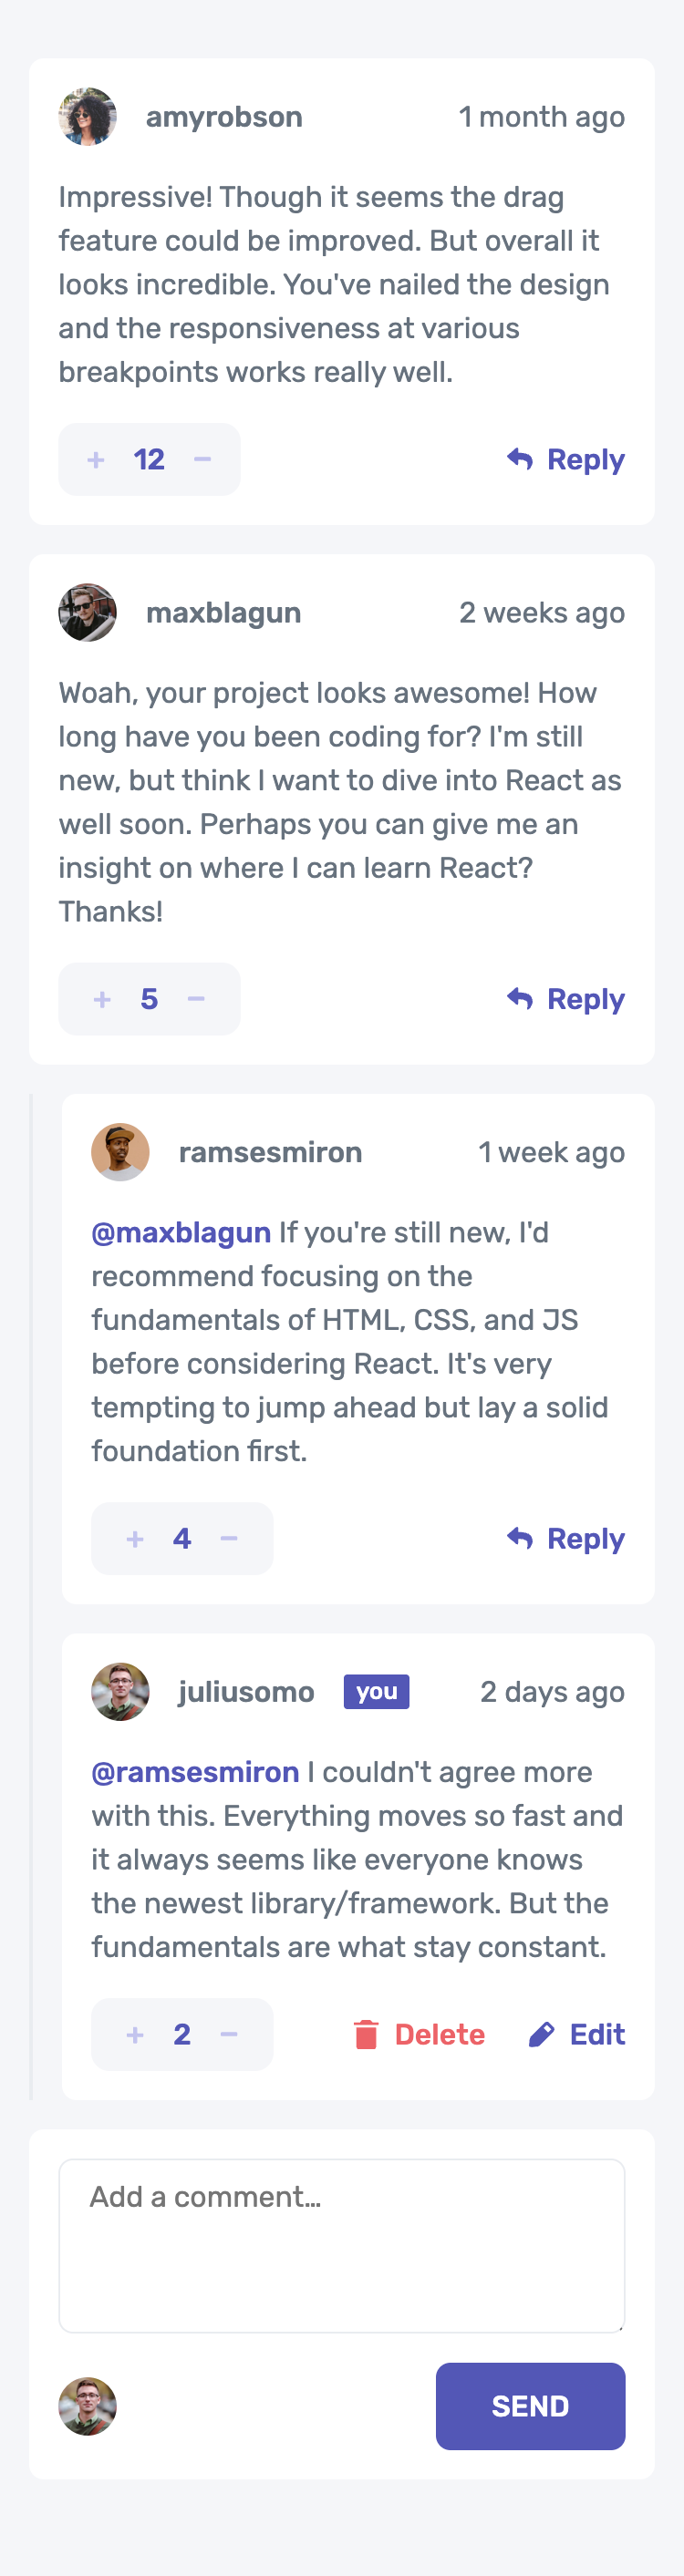 amyrobson 1 month ago
Impressive! Though it seems the drag
feature could be improved. But overall it
looks incredible. You've nailed the design
and the responsiveness at various
breakpoints works really well.
+ 12 − Reply
maxblagun 2 weeks ago
Woah, your project looks awesome! How
long have you been coding for? I'm still
new, but think I want to dive into React as
well soon. Perhaps you can give me an
insight on where I can learn React?
Thanks!
+ 5 − Reply
ramsesmiron 1 week ago
@maxblagun If you're still new, I'd
recommend focusing on the
fundamentals of HTML, CSS, and JS
before considering React. It's very
tempting to jump ahead but lay a solid
foundation first.
+ 4 − Reply
juliusomo you 2 days ago
@ramsesmiron I couldn't agree more
with this. Everything moves so fast and
it always seems like everyone knows
the newest library/framework. But the
fundamentals are what stay constant.
+ 2 − Delete Edit
Add a comment…
SEND